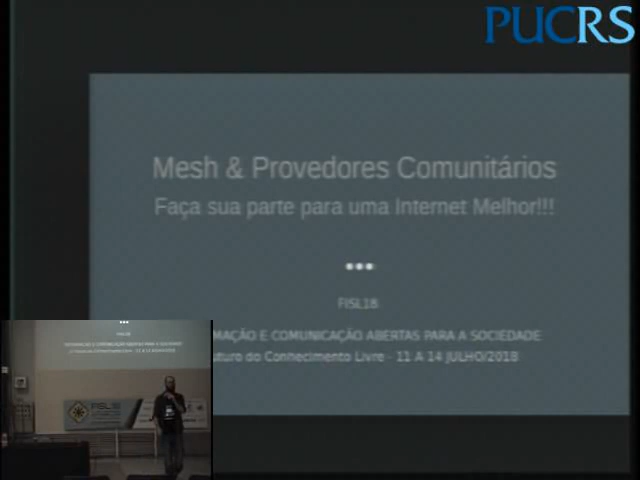 PUCRS
Mesh & Provedores Comunitários
Faça sua parte para uma Internet Melhor!!!
•••
FISL18
MAÇÃO E COMUNICAÇÃO ABERTAS PARA A SOCIEDADE
uturo do Conhecimento Livre - 11 A 14 JULHO/2018
FISL18